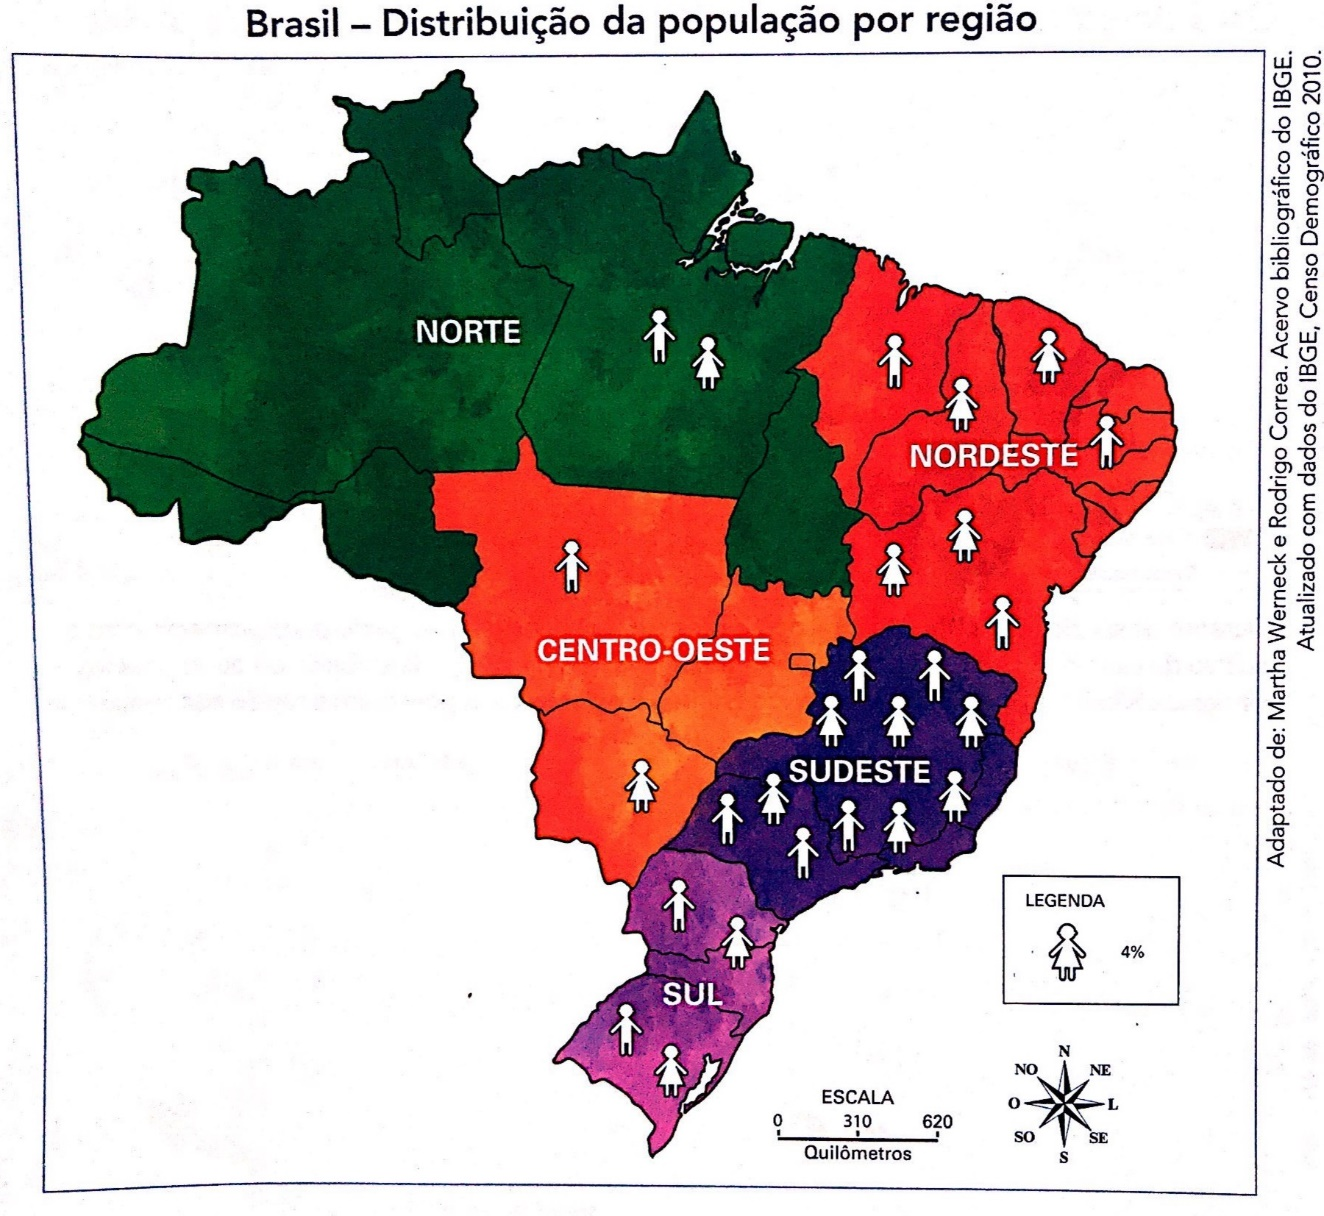 Brasil – Distribuição da população por região
NORTE
NORDESTE
CENTRO-OESTE
SUDESTE
SUL
LEGENDA
4%
ESCALA
0 310 620
Quilômetros
N
NO NE
O L
SO SE
S
Adaptado de: Martha Werneck e Rodrigo Correa. Acervo bibliográfico do IBGE.
Atualizado com dados do IBGE, Censo Demográfico 2010.